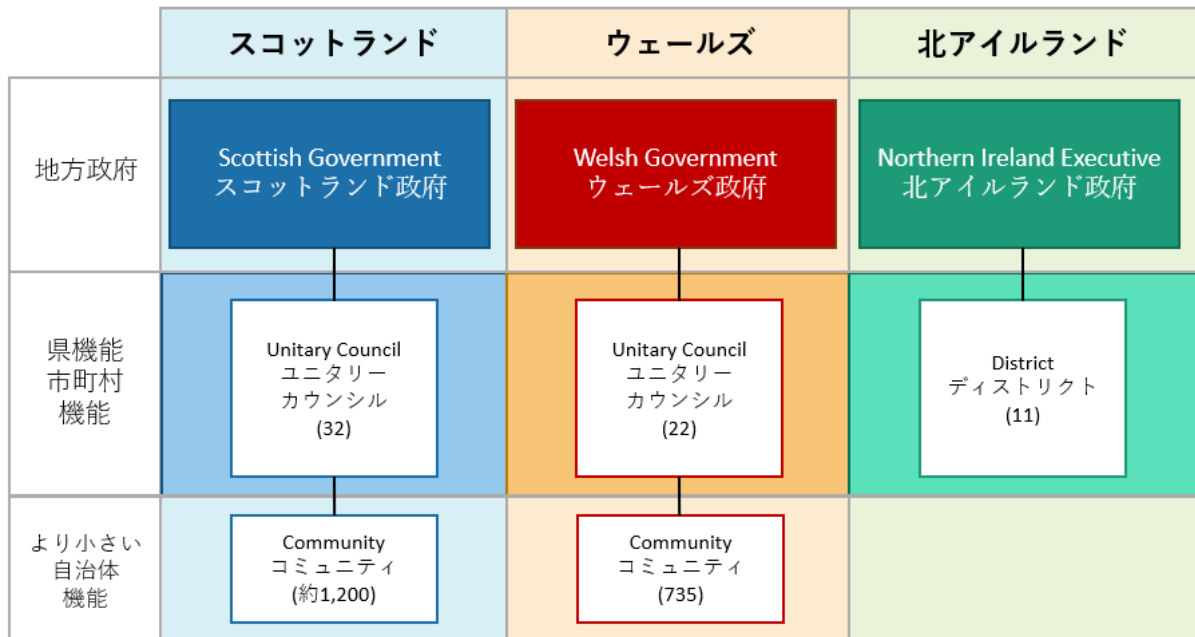 スコットランド
ウェールズ
北アイルランド
地方政府
Scottish Government
スコットランド政府
Welsh Government
ウェールズ政府
Northern Ireland Executive
北アイルランド政府
県機能
市町村
機能
Unitary Council
ユニタリー
カウンシル
(32)
Unitary Council
ユニタリー
カウンシル
(22)
District
ディストリクト
(11)
より小さい
自治体
機能
Community
コミュニティ
(約1,200)
Community
コミュニティ
(735)